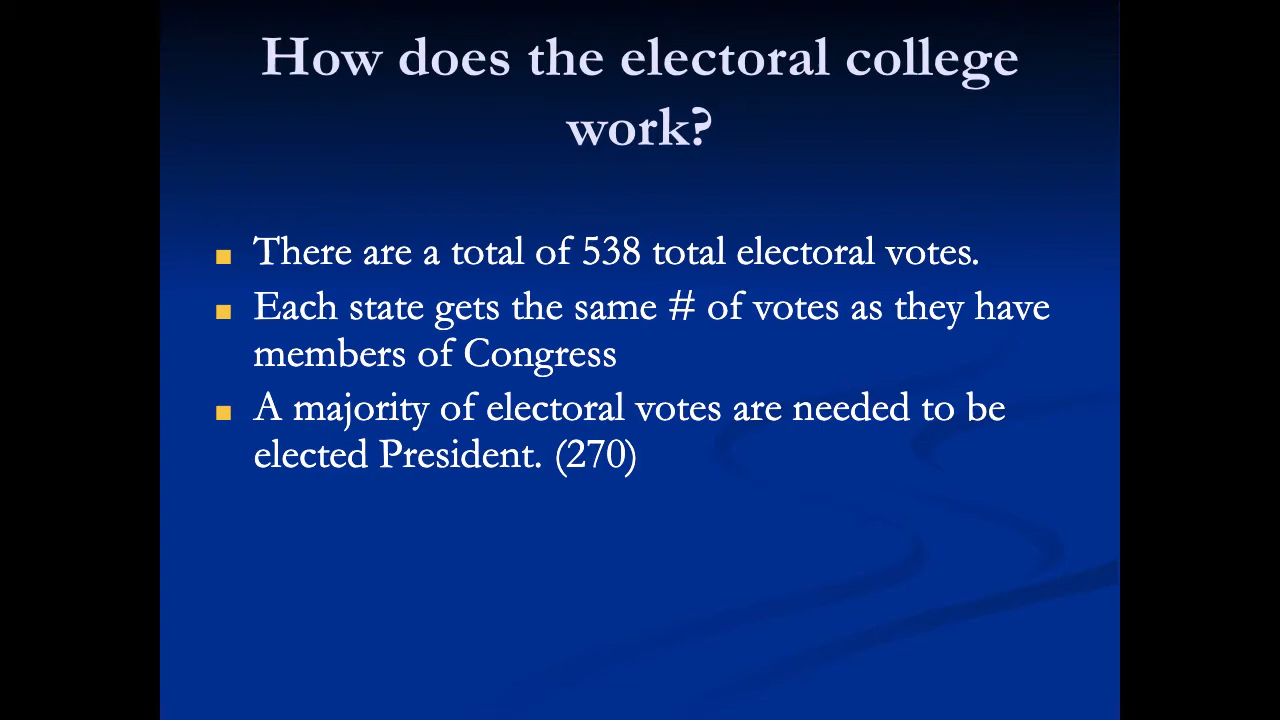 How does the electoral college
work?
There are a total of 538 total electoral votes.
Each state gets the same # of votes as they have
members of Congress
A majority of electoral votes are needed to be
elected President. (270)